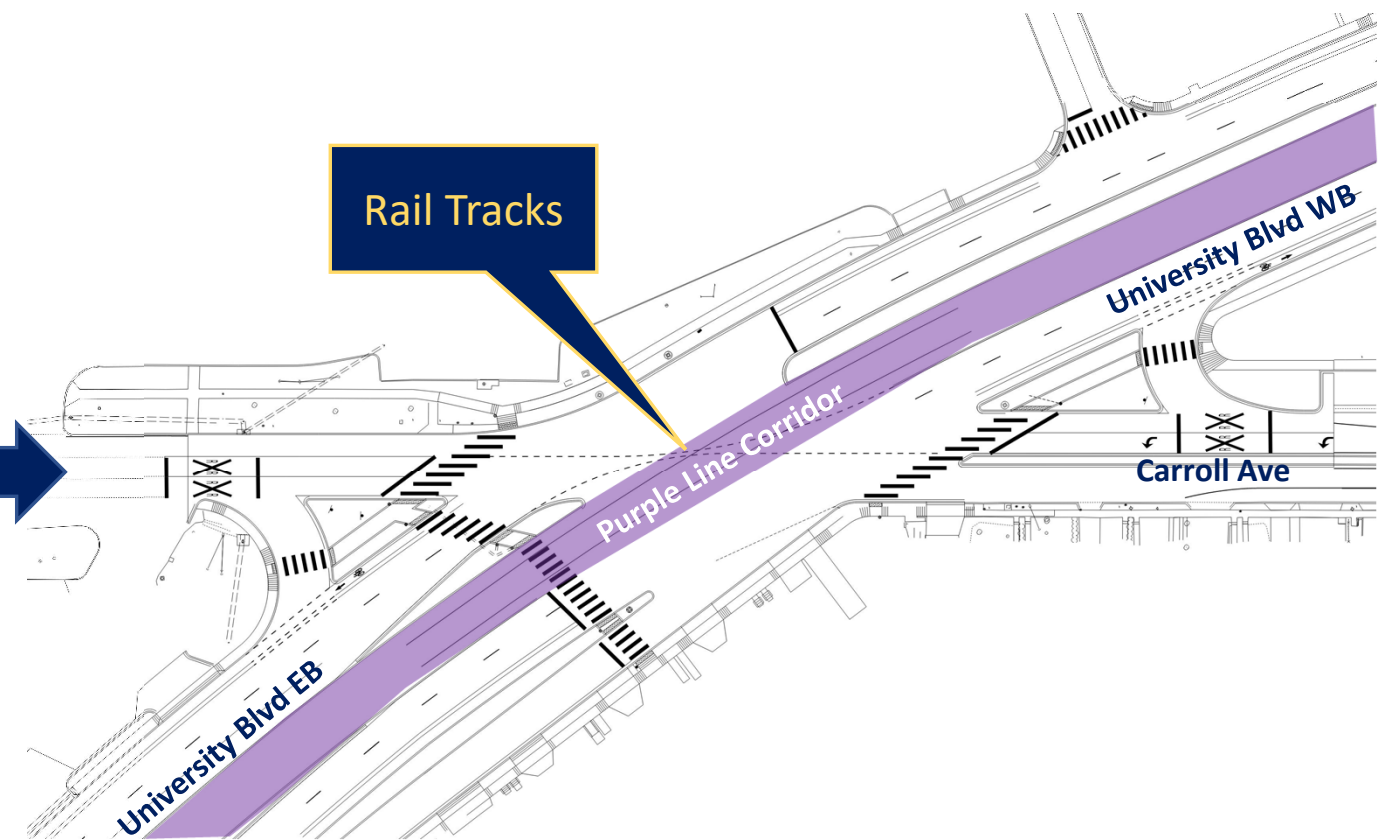 Rail Tracks
University Blvd WB
Purple Line Corridor
Carroll Ave
University Blvd EB